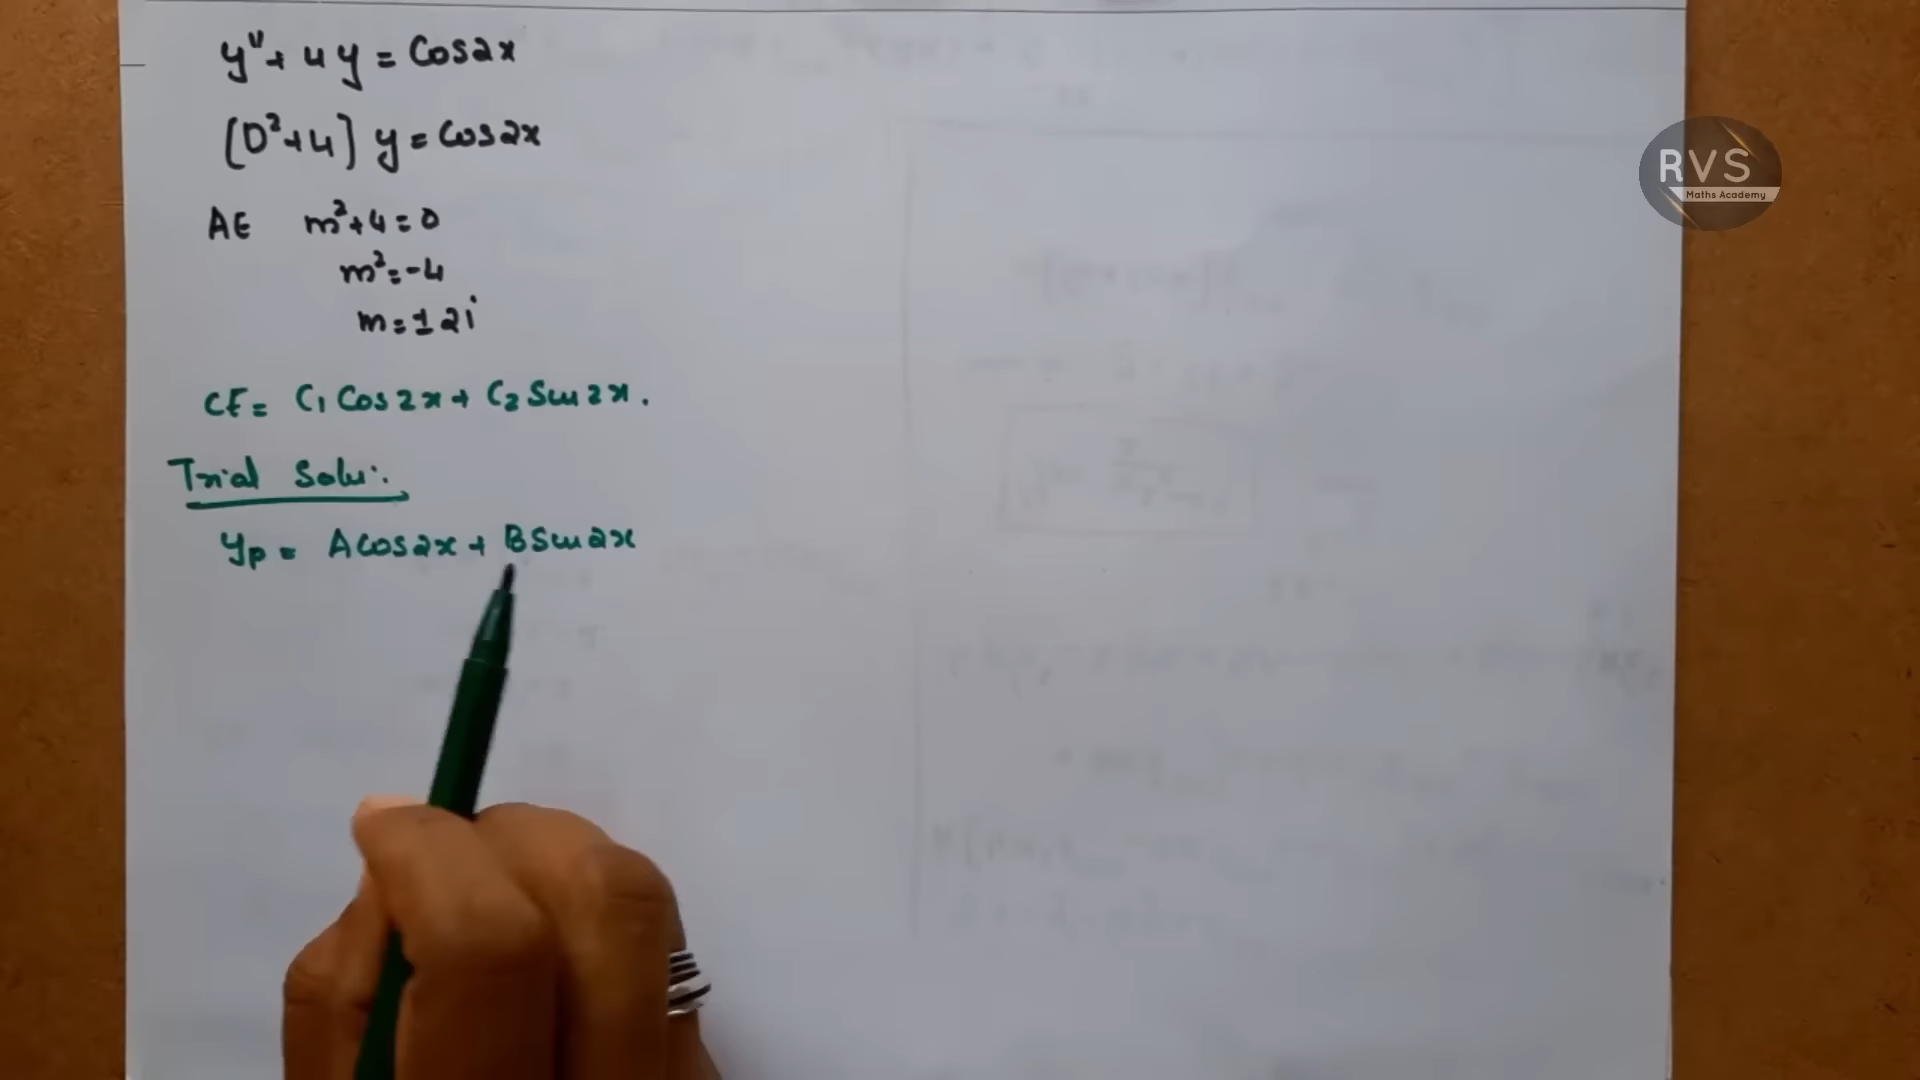 y" + 4y = Cos2x
[D²+4] y = Cos2x
AE m²+4=0
m²=-4
m=±2i
CF = C₁ Cos2x + C₂ Sin2x.
Trial Solu:
yp = Acos2x + BSin2x
RVS
Maths Academy